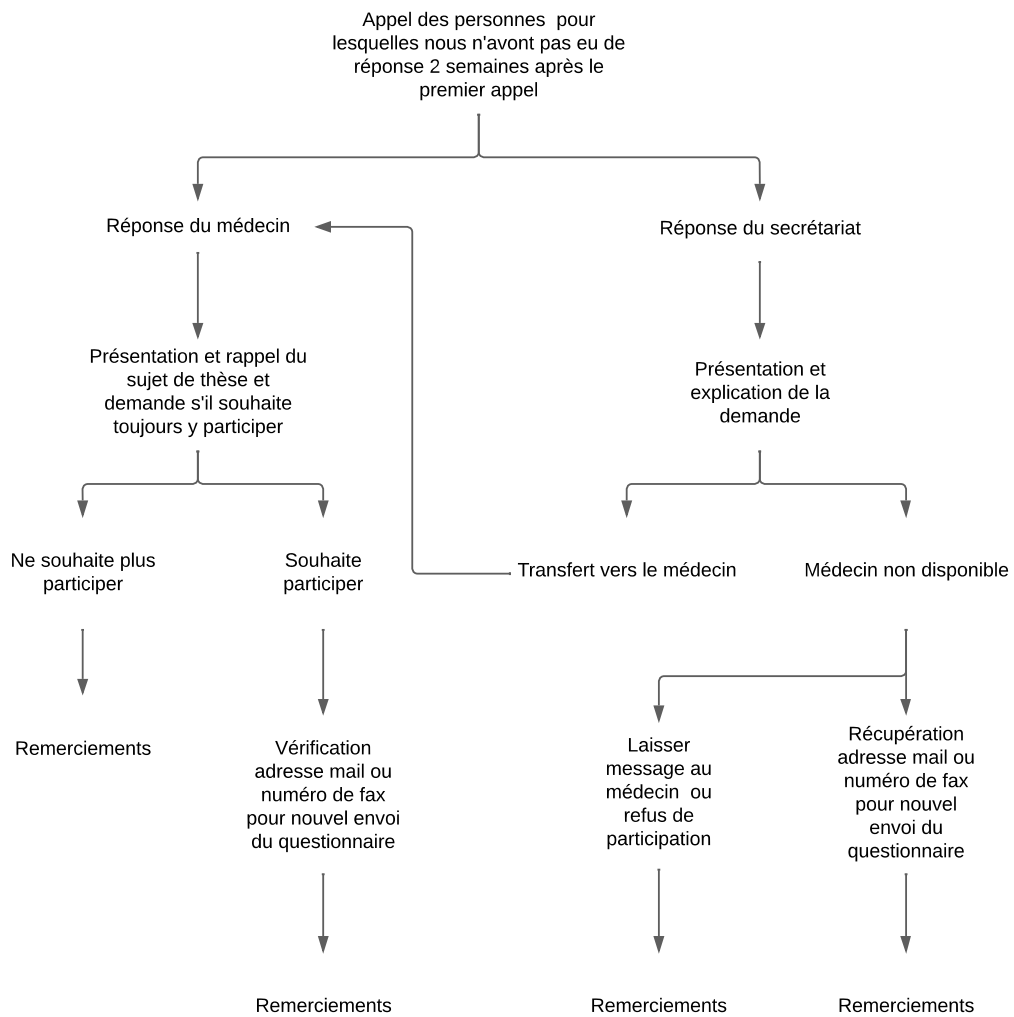 Appel des personnes  pour
lesquelles nous n'avont pas eu de
réponse 2 semaines après le
premier appel
Réponse du médecin
Réponse du secrétariat
Présentation et rappel du
sujet de thèse et
demande s'il souhaite
toujours y participer
Présentation et
explication de la
demande
Ne souhaite plus
participer
Souhaite
participer
Transfert vers le médecin
Médecin non disponible
Remerciements
Vérification
adresse mail ou
numéro de fax
pour nouvel envoi
du questionnaire
Laisser
message au
médecin  ou
refus de
participation
Récupération
adresse mail ou
numéro de fax
pour nouvel
envoi du
questionnaire
Remerciements
Remerciements
Remerciements